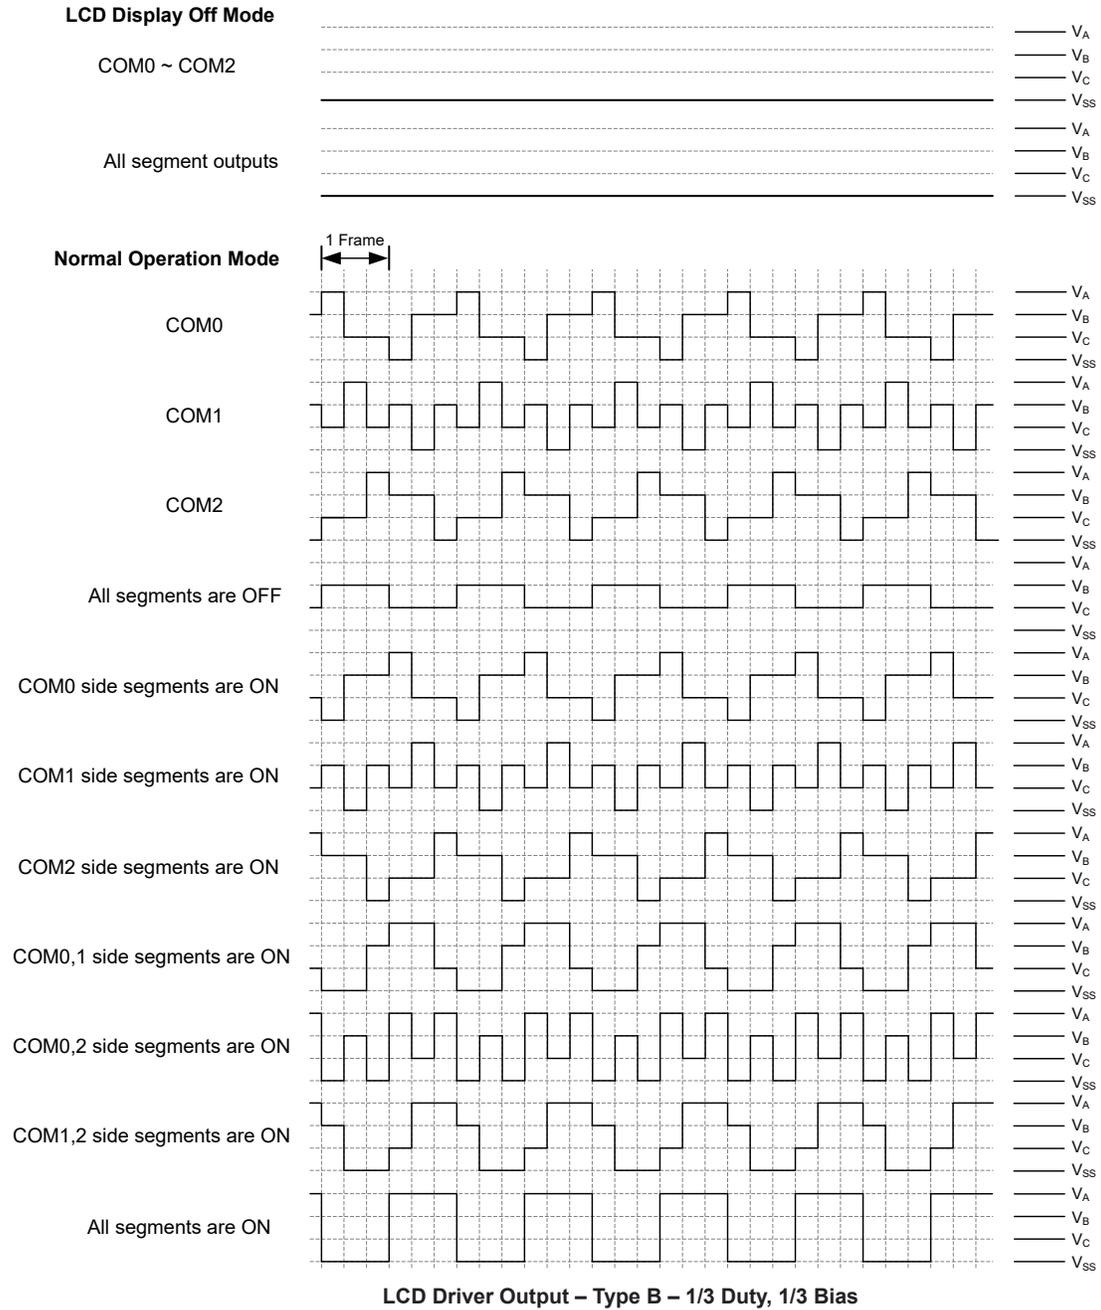 LCD Display Off Mode
COM0 ~ COM2
VA
VB
VC
VSS
All segment outputs
VA
VB
VC
VSS
Normal Operation Mode
1 Frame
COM0
VA
VB
VC
VSS
COM1
VA
VB
VC
VSS
COM2
VA
VB
VC
VSS
All segments are OFF
VA
VB
VC
VSS
COM0 side segments are ON
VA
VB
VC
VSS
COM1 side segments are ON
VA
VB
VC
VSS
COM2 side segments are ON
VA
VB
VC
VSS
COM0,1 side segments are ON
VA
VB
VC
VSS
COM0,2 side segments are ON
VA
VB
VC
VSS
COM1,2 side segments are ON
VA
VB
VC
VSS
All segments are ON
VA
VB
VC
VSS
LCD Driver Output – Type B – 1/3 Duty, 1/3 Bias